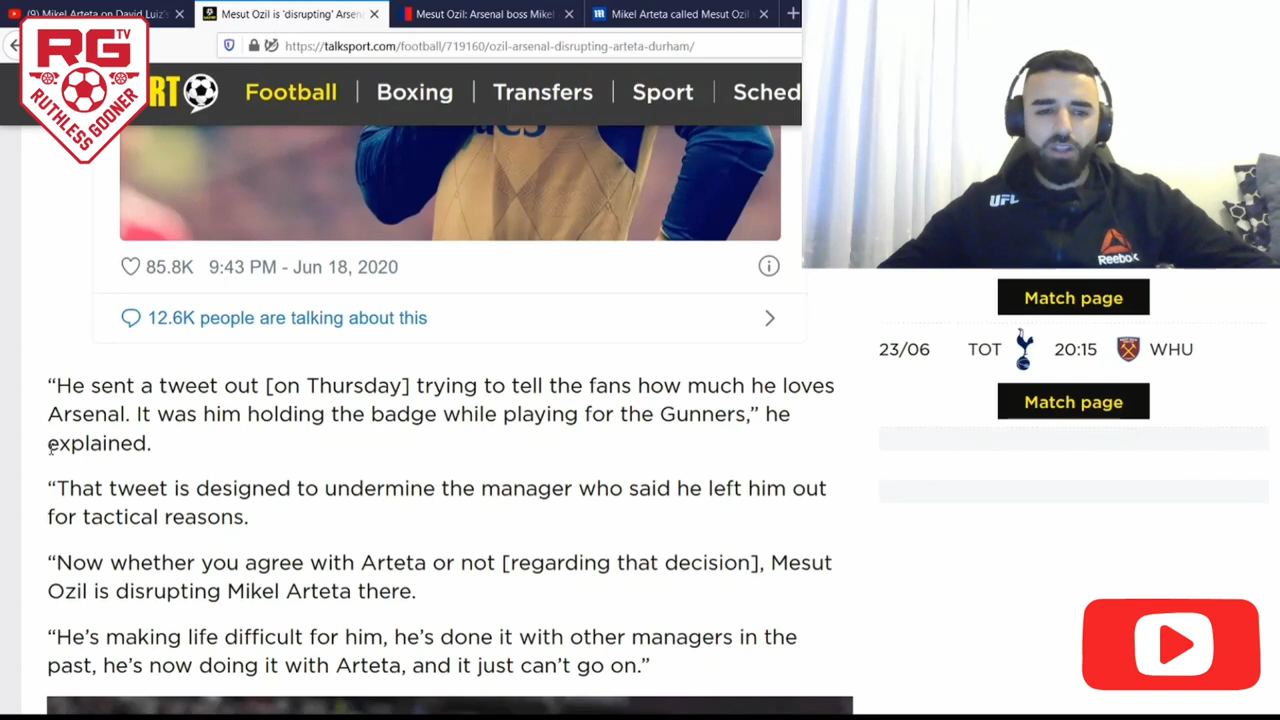 (9) Mikel Arteta on David Luiz's
Mesut Ozil is 'disrupting' Arsen
Mesut Ozil: Arsenal boss Mikel
Mikel Arteta called Mesut Ozil
https://talksport.com/football/719160/ozil-arsenal-disrupting-arteta-durham/
RG TV
RUTHLESS GOONER
RT
Football
Boxing
Transfers
Sport
Sched
UFL
Reebok
85.8K 9:43 PM - Jun 18, 2020
12.6K people are talking about this
“He sent a tweet out [on Thursday] trying to tell the fans how much he loves
Arsenal. It was him holding the badge while playing for the Gunners,” he
explained.
“That tweet is designed to undermine the manager who said he left him out
for tactical reasons.
“Now whether you agree with Arteta or not [regarding that decision], Mesut
Ozil is disrupting Mikel Arteta there.
“He’s making life difficult for him, he’s done it with other managers in the
past, he’s now doing it with Arteta, and it just can’t go on.”
Match page
23/06 TOT 20:15 WHU
Match page